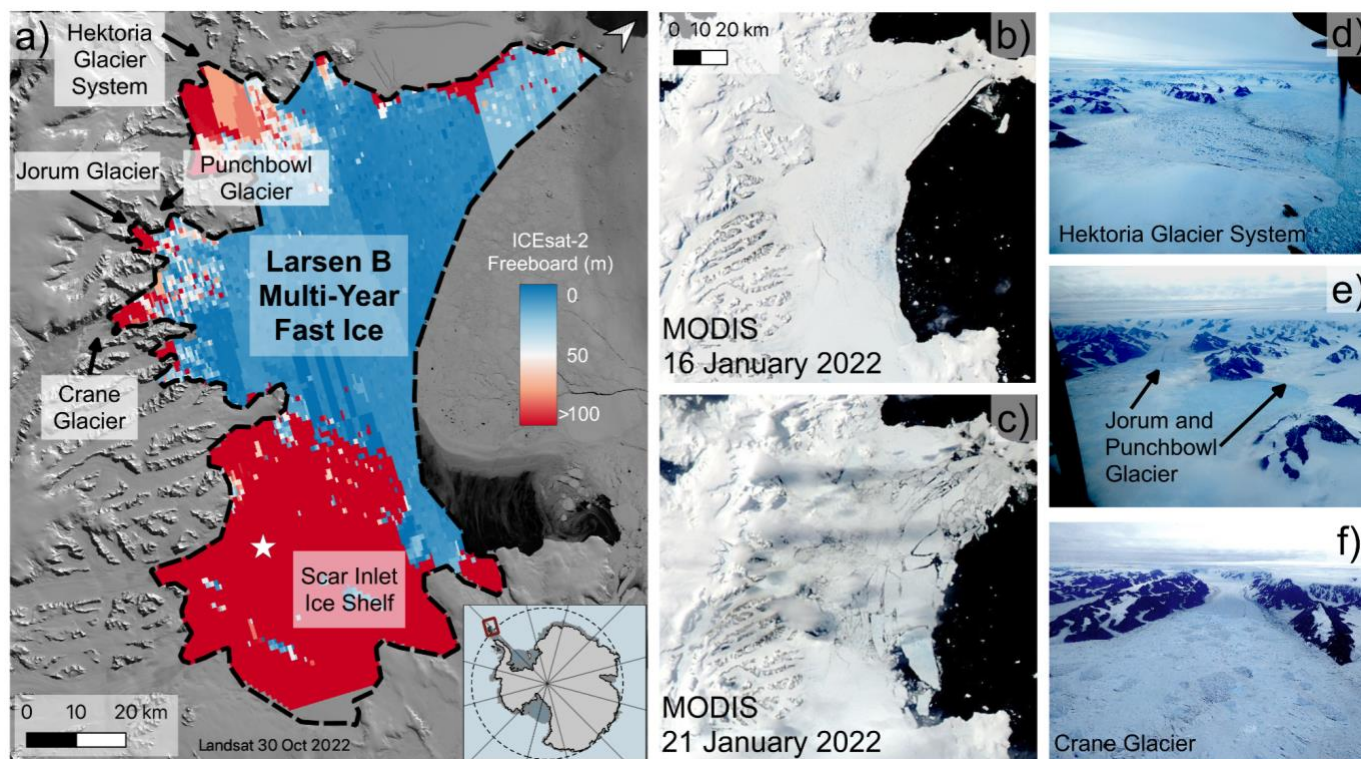 a)
Hektoria
Glacier
System
Jorum Glacier
Punchbowl
Glacier
Larsen B
Multi-Year
Fast Ice
ICEsat-2
Freeboard (m)
0
50
>100
Crane
Glacier
Scar Inlet
Ice Shelf
0 10 20 km
Landsat 30 Oct 2022
b)
0 10 20 km
MODIS
16 January 2022
c)
MODIS
21 January 2022
d)
Hektoria Glacier System
e)
Jorum and
Punchbowl
Glacier
f)
Crane Glacier